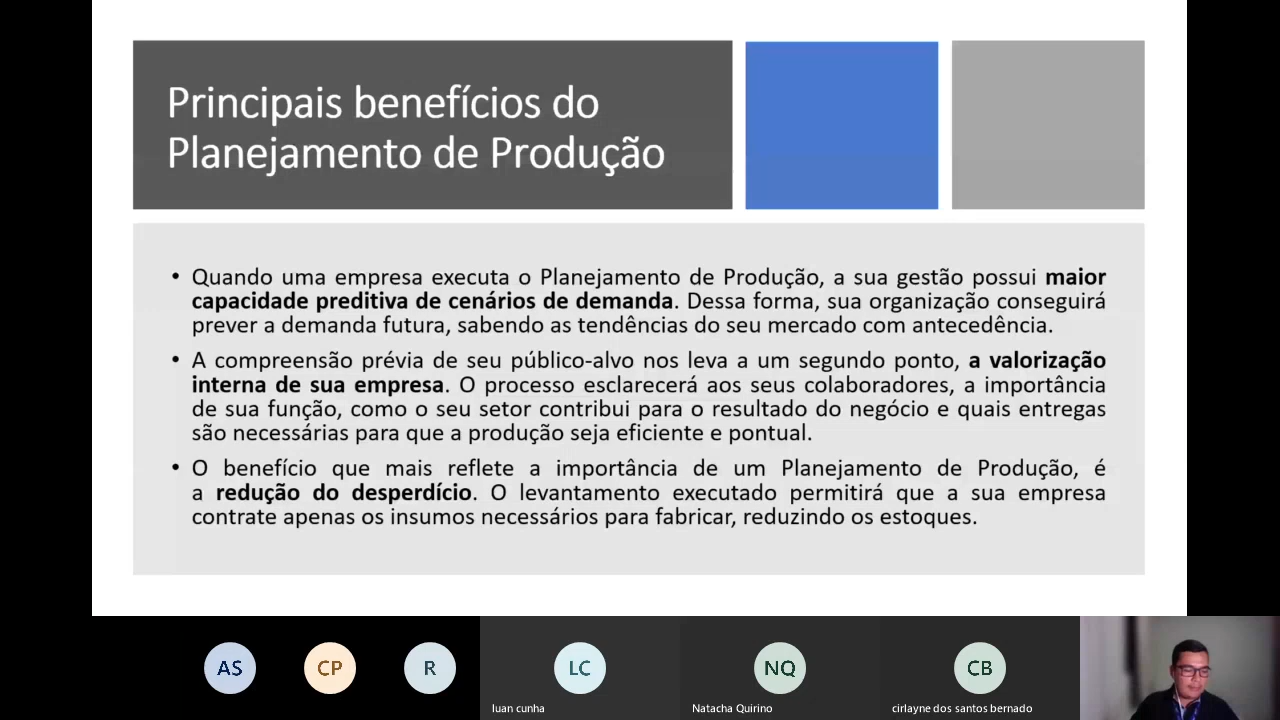 Principais benefícios do
Planejamento de Produção
• Quando uma empresa executa o Planejamento de Produção, a sua gestão possui maior
capacidade preditiva de cenários de demanda. Dessa forma, sua organização conseguirá
prever a demanda futura, sabendo as tendências do seu mercado com antecedência.
• A compreensão prévia de seu público-alvo nos leva a um segundo ponto, a valorização
interna de sua empresa. O processo esclarecerá aos seus colaboradores, a importância
de sua função, como o seu setor contribui para o resultado do negócio e quais entregas
são necessárias para que a produção seja eficiente e pontual.
• O benefício que mais reflete a importância de um Planejamento de Produção, é
a redução do desperdício. O levantamento executado permitirá que a sua empresa
contrate apenas os insumos necessários para fabricar, reduzindo os estoques.
AS CP R LC NQ CB
luan cunha Natacha Quirino cirlayne dos santos bernado